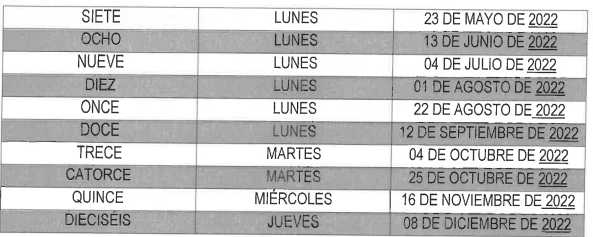 SIETE LUNES 23 DE MAYO DE 2022
OCHO LUNES 13 DE JUNIO DE 2022
NUEVE LUNES 04 DE JULIO DE 2022
DIEZ LUNES 01 DE AGOSTO DE 2022
ONCE LUNES 22 DE AGOSTO DE 2022
DOCE LUNES 12 DE SEPTIEMBRE DE 2022
TRECE MARTES 04 DE OCTUBRE DE 2022
CATORCE MARTES 25 DE OCTUBRE DE 2022
QUINCE MIÉRCOLES 16 DE NOVIEMBRE DE 2022
DIECISÉIS JUEVES 08 DE DICIEMBRE DE 2022